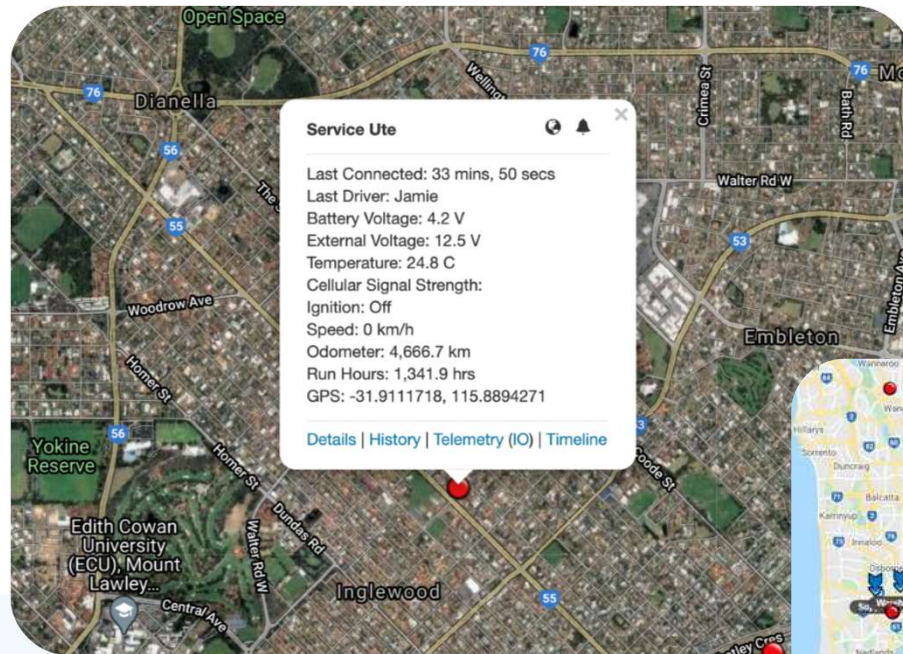 Open Space
76
76
76
Dianella
Wellingt
Crimea St
Bath Rd
56
Service Ute
Last Connected: 33 mins, 50 secs
Last Driver: Jamie
Battery Voltage: 4.2 V
External Voltage: 12.5 V
Temperature: 24.8 C
Cellular Signal Strength:
Ignition: Off
Speed: 0 km/h
Odometer: 4,666.7 km
Run Hours: 1,341.9 hrs
GPS: -31.9111718, 115.8894271
Details | History | Telemetry (IO) | Timeline
Walter Rd W
55
53
Woodrow Ave
Embleton Ave
Embleton
Homer St
56
Yokine
Reserve
Homer St
Coode St
Dundas Rd
Walter Rd W
Edith Cowan
University
(ECU), Mount
Lawley...
Central Ave
Inglewood
55
Wanneroo
Hillarys
Sorrento
Duncraig
Balcatta
Karrinyup
Innaloo